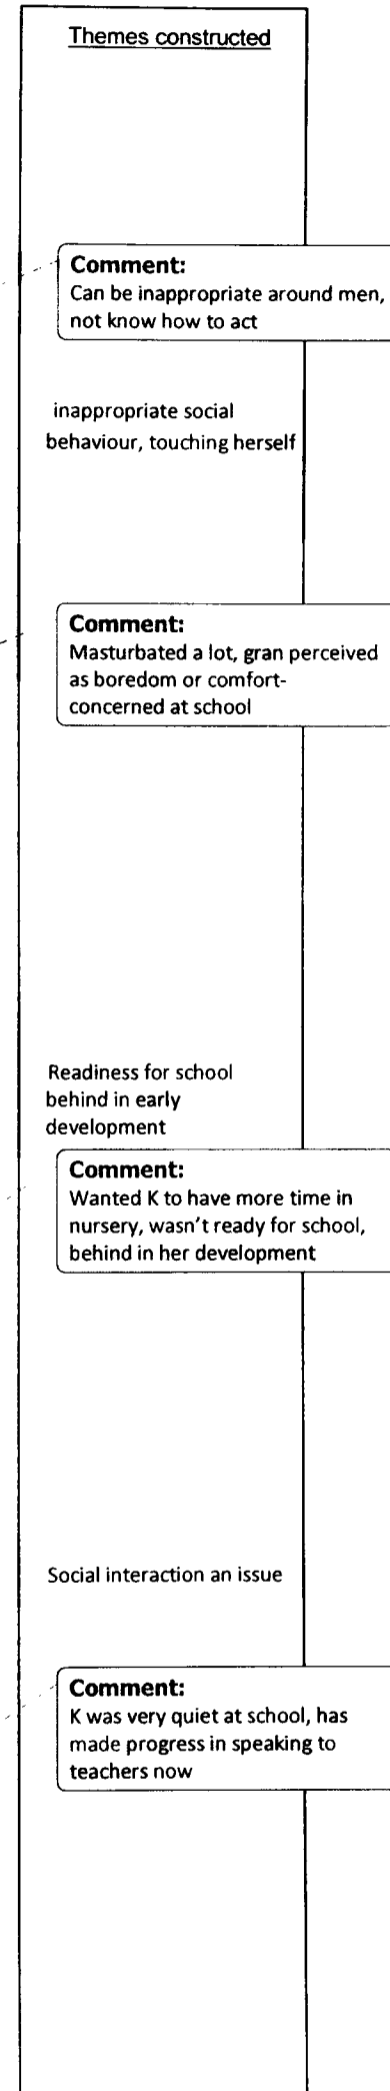 Themes constructed
Comment:
Can be inappropriate around men,
not know how to act
inappropriate social
behaviour, touching herself
Comment:
Masturbated a lot, gran perceived
as boredom or comfort-
concerned at school
Readiness for school
behind in early
development
Comment:
Wanted K to have more time in
nursery, wasn't ready for school,
behind in her development
Social interaction an issue
Comment:
K was very quiet at school, has
made progress in speaking to
teachers now